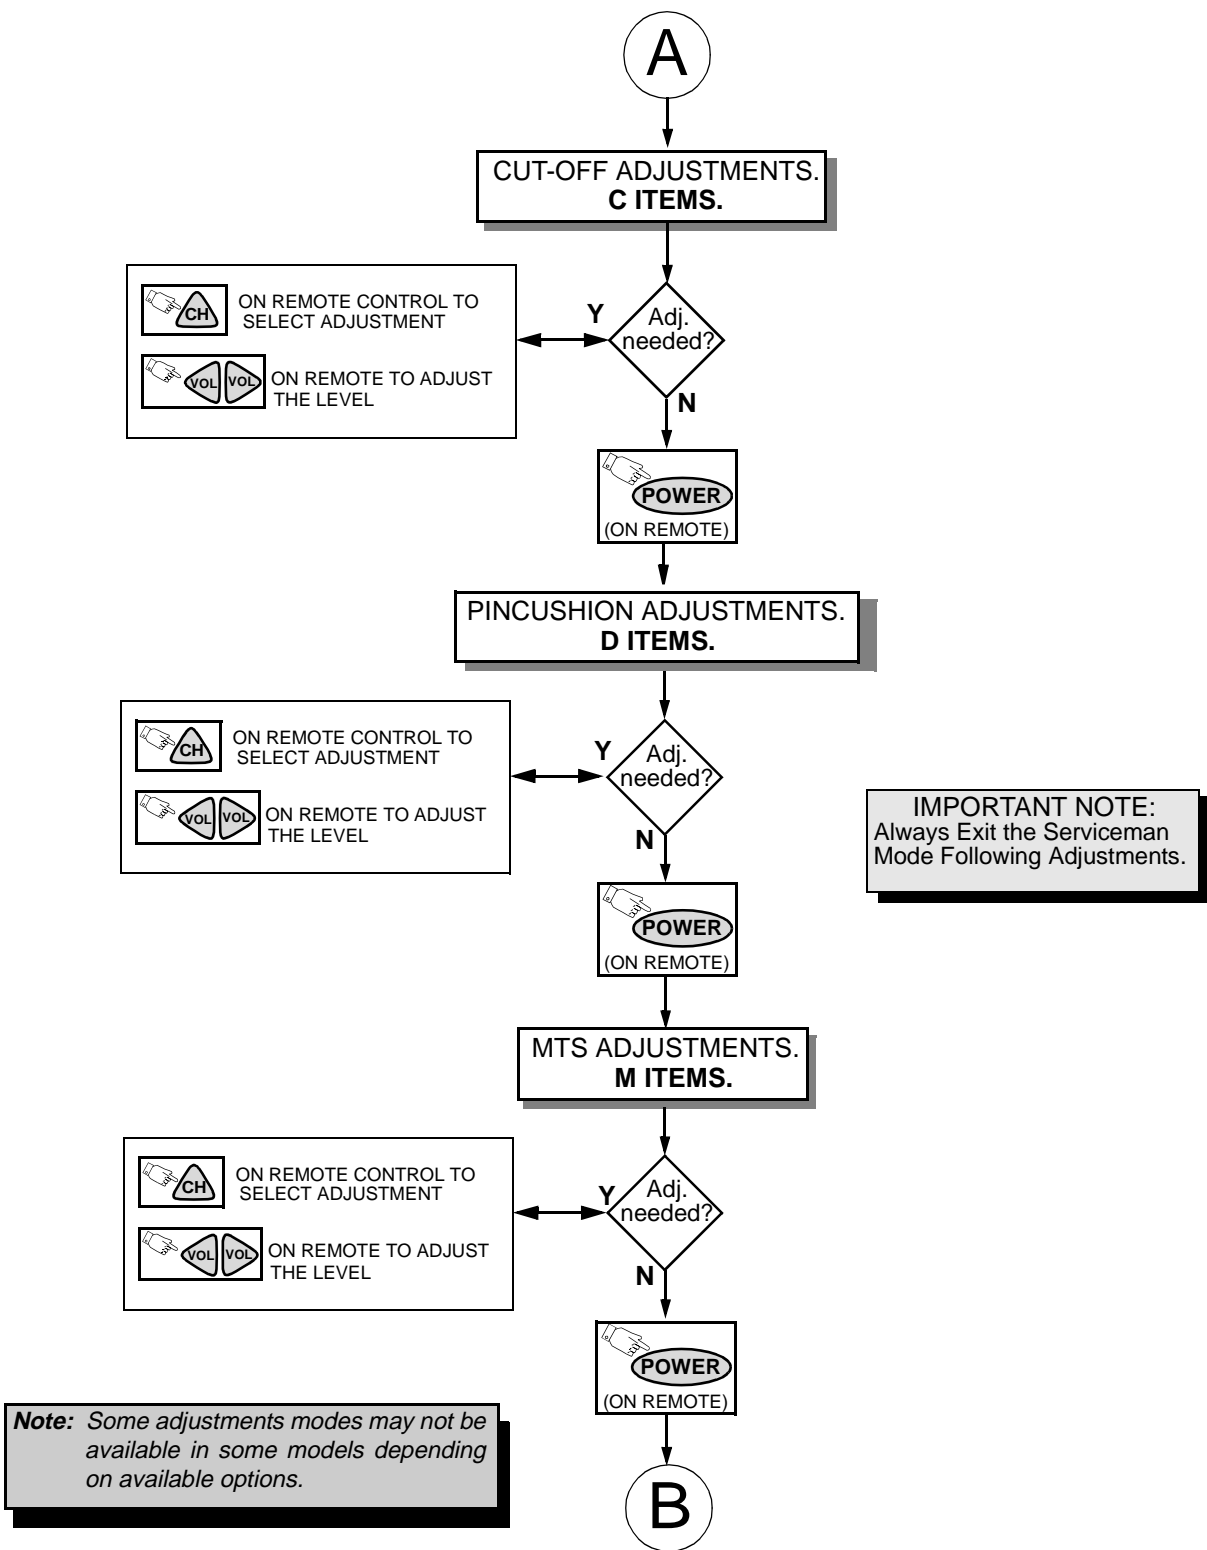 A
CUT-OFF ADJUSTMENTS.
C ITEMS.
CH
ON REMOTE CONTROL TO
SELECT ADJUSTMENT
VOL VOL
ON REMOTE TO ADJUST
THE LEVEL
Y
Adj.
needed?
N
POWER
(ON REMOTE)
PINCUSHION ADJUSTMENTS.
D ITEMS.
CH
ON REMOTE CONTROL TO
SELECT ADJUSTMENT
VOL VOL
ON REMOTE TO ADJUST
THE LEVEL
Y
Adj.
needed?
N
IMPORTANT NOTE:
Always Exit the Serviceman
Mode Following Adjustments.
POWER
(ON REMOTE)
MTS ADJUSTMENTS.
M ITEMS.
CH
ON REMOTE CONTROL TO
SELECT ADJUSTMENT
VOL VOL
ON REMOTE TO ADJUST
THE LEVEL
Y
Adj.
needed?
N
POWER
(ON REMOTE)
Note: Some adjustments modes may not be
available in some models depending
on available options.
B